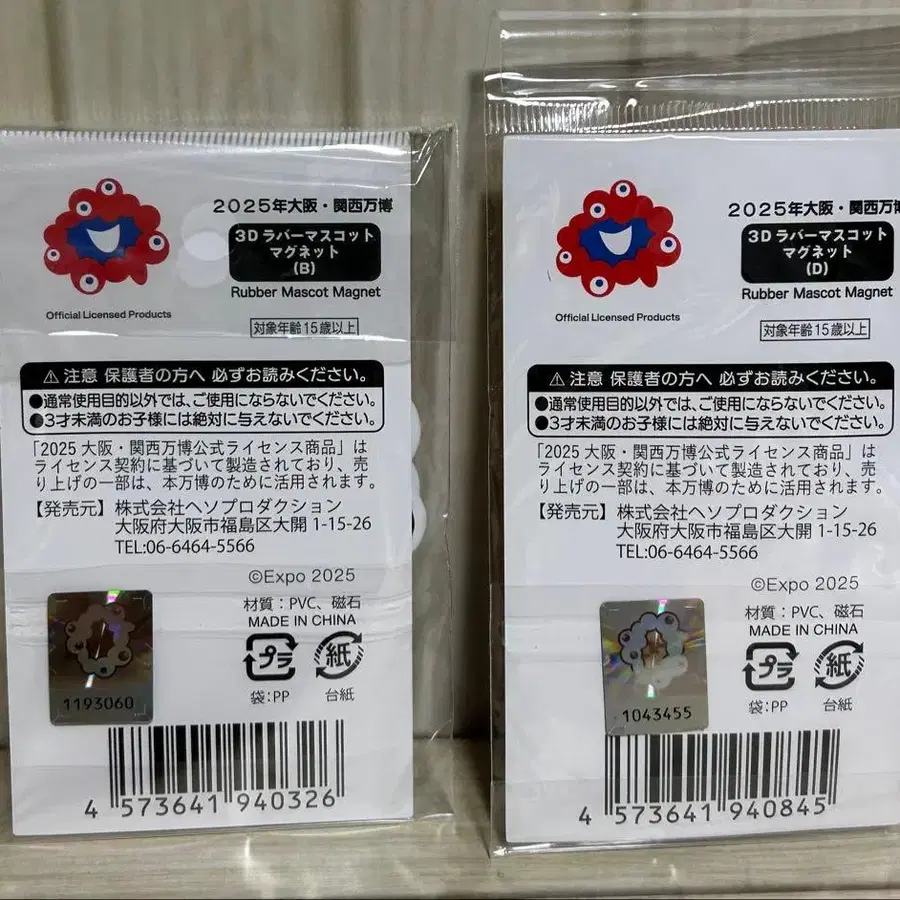 2025年大阪・関西万博
3Dラバーマスコット
マグネット
(B)
Rubber Mascot Magnet
Official Licensed Products
対象年齢15歳以上
⚠注意 保護者の方へ 必ずお読みください。
●通常使用目的以外では、ご使用にならないでください。
●3才未満のお子様には絶対に与えないでください。
「2025大阪・関西万博公式ライセンス商品」は
ライセンス契約に基づいて製造されており、売
り上げの一部は、本万博のために活用されます。
【発売元】 株式会社ヘソプロダクション
大阪府大阪市福島区大開 1-15-26
TEL:06-6464-5566
©Expo 2025
材質:PVC、磁石
MADE IN CHINA
プラ 紙
袋:PP 台紙
1193060
4 573641 940326
2025年大阪・関西万博
3Dラバーマスコット
マグネット
(D)
Rubber Mascot Magnet
Official Licensed Products
対象年齢15歳以上
⚠注意 保護者の方へ 必ずお読みください。
●通常使用目的以外では、ご使用にならないでください。
●3才未満のお子様には絶対に与えないでください。
「2025大阪・関西万博公式ライセンス商品」は
ライセンス契約に基づいて製造されており、売
り上げの一部は、本万博のために活用されます。
【発売元】 株式会社ヘソプロダクション
大阪府大阪市福島区大開 1-15-26
TEL:06-6464-5566
©Expo 2025
材質:PVC、磁石
MADE IN CHINA
プラ 紙
袋:PP 台紙
1043455
4 573641 940845